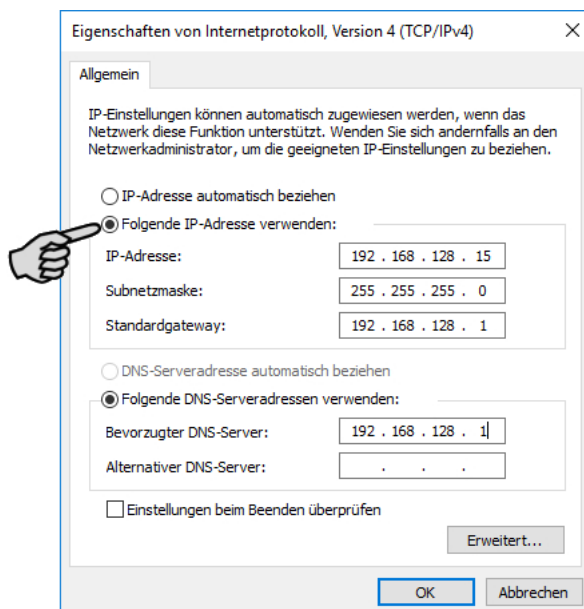 Eigenschaften von Internetprotokoll, Version 4 (TCP/IPv4)
Allgemein
IP-Einstellungen können automatisch zugewiesen werden, wenn das
Netzwerk diese Funktion unterstützt. Wenden Sie sich andernfalls an den
Netzwerkadministrator, um die geeigneten IP-Einstellungen zu beziehen.
IP-Adresse automatisch beziehen
Folgende IP-Adresse verwenden:
IP-Adresse: 192 . 168 . 128 . 15
Subnetzmaske: 255 . 255 . 255 . 0
Standardgateway: 192 . 168 . 128 . 1
DNS-Serveradresse automatisch beziehen
Folgende DNS-Serveradressen verwenden:
Bevorzugter DNS-Server: 192 . 168 . 128 . 1
Alternativer DNS-Server: . . .
Einstellungen beim Beenden überprüfen
Erweitert...
OK Abbrechen